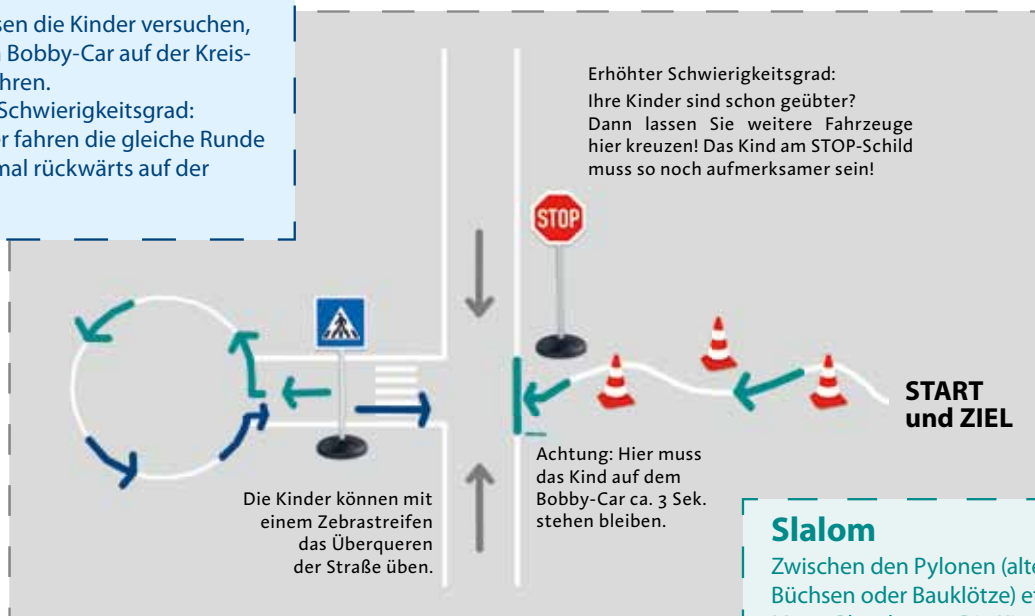 sen die Kinder versuchen,
Bobby-Car auf der Kreis-
hren.
Schwierigkeitsgrad:
er fahren die gleiche Runde
mal rückwärts auf der
Erhöhter Schwierigkeitsgrad:
Ihre Kinder sind schon geübter?
Dann lassen Sie weitere Fahrzeuge
hier kreuzen! Das Kind am STOP-Schild
muss so noch aufmerksamer sein!
STOP
START
und ZIEL
Achtung: Hier muss
das Kind auf dem
Bobby-Car ca. 3 Sek.
stehen bleiben.
Die Kinder können mit
einem Zebrastreifen
das Überqueren
der Straße üben.
Slalom
Zwischen den Pylonen (alte
Büchsen oder Bauklötze) e